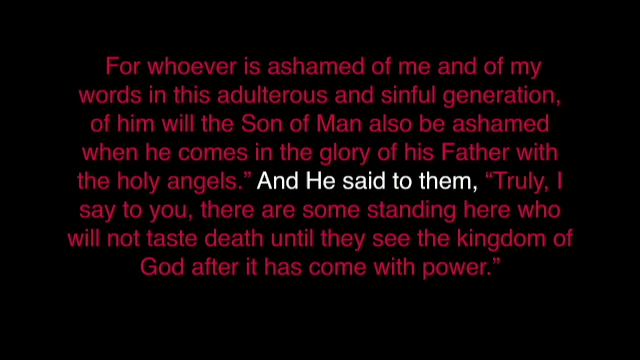 For whoever is ashamed of me and of my
words in this adulterous and sinful generation,
of him will the Son of Man also be ashamed
when he comes in the glory of his Father with
the holy angels.” And He said to them, “Truly, I
say to you, there are some standing here who
will not taste death until they see the kingdom of
God after it has come with power.”